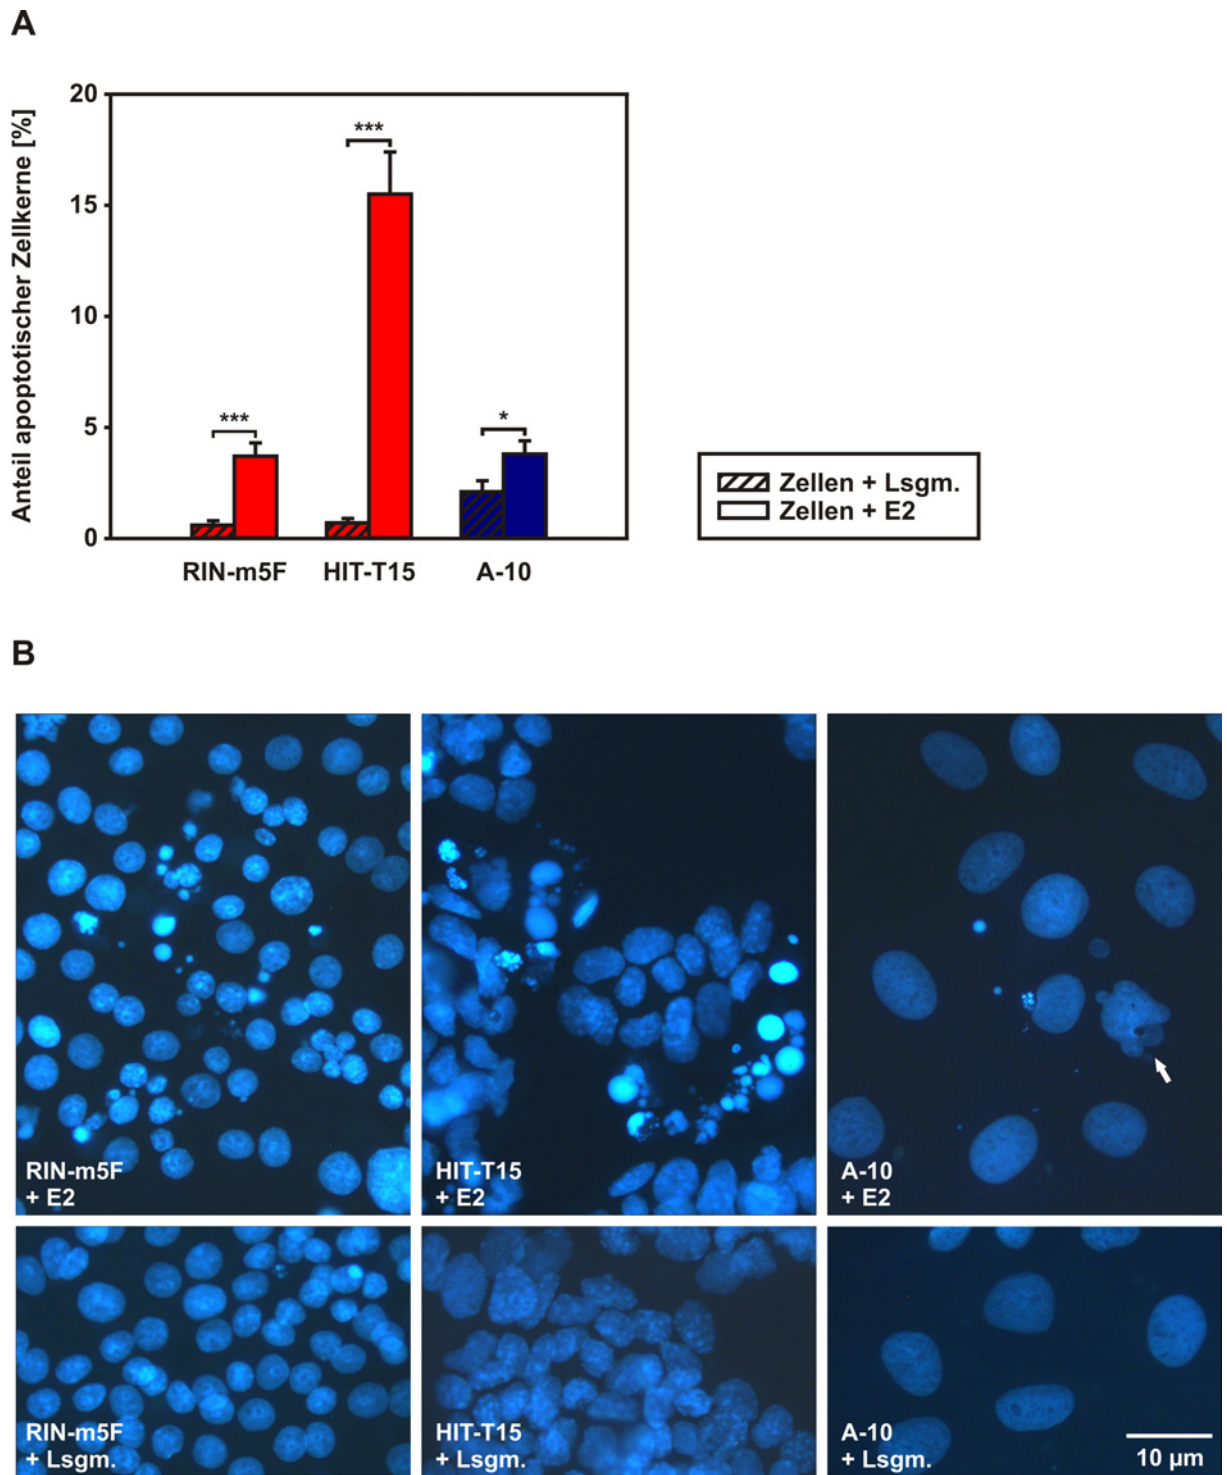 A
Anteil apoptotischer Zellkerne [%]
20
15
10
5
0
***
***
*
RIN-m5F HIT-T15 A-10
Zellen + Lsgm.
Zellen + E2
B
RIN-m5F
+ E2
HIT-T15
+ E2
A-10
+ E2
RIN-m5F
+ Lsgm.
HIT-T15
+ Lsgm.
A-10
+ Lsgm.
10 µm